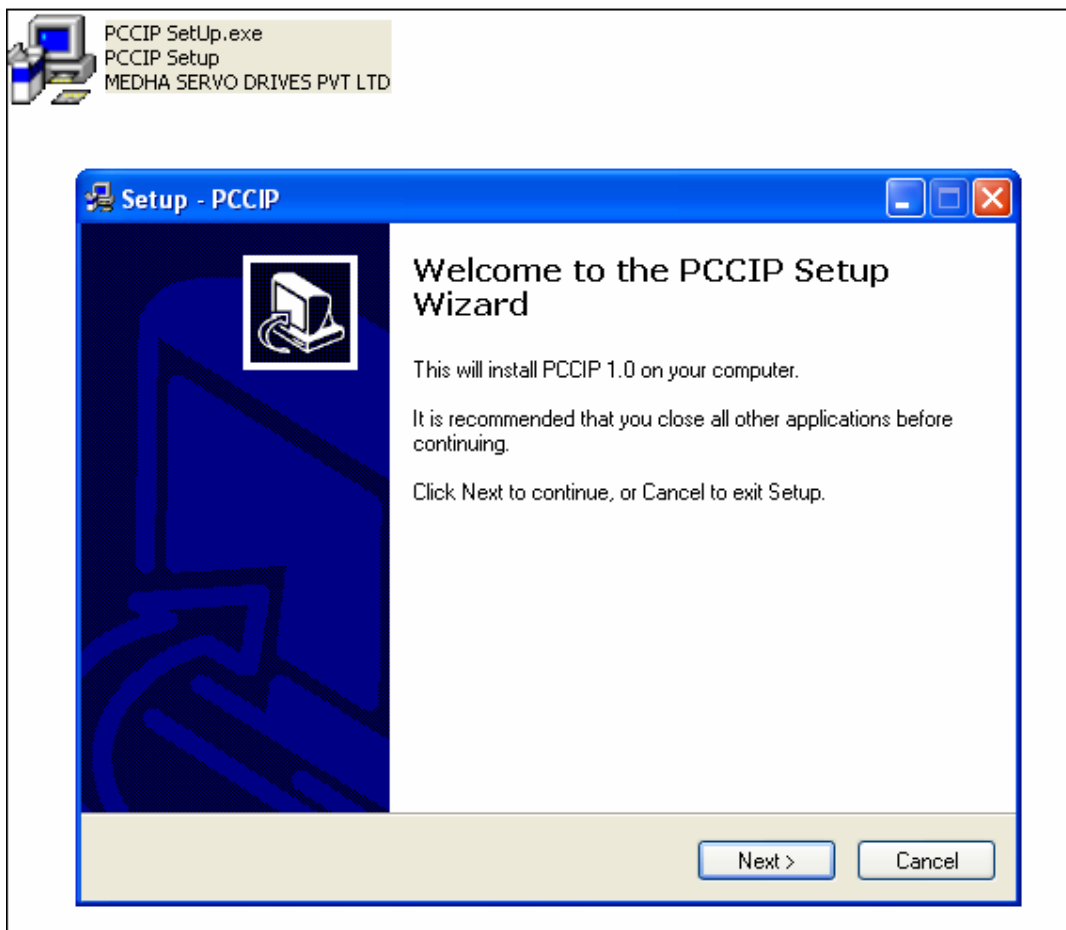 PCCIP SetUp.exe
PCCIP Setup
MEDHA SERVO DRIVES PVT LTD
Setup - PCCIP
Welcome to the PCCIP Setup
Wizard
This will install PCCIP 1.0 on your computer.
It is recommended that you close all other applications before
continuing.
Click Next to continue, or Cancel to exit Setup.
Next >
Cancel